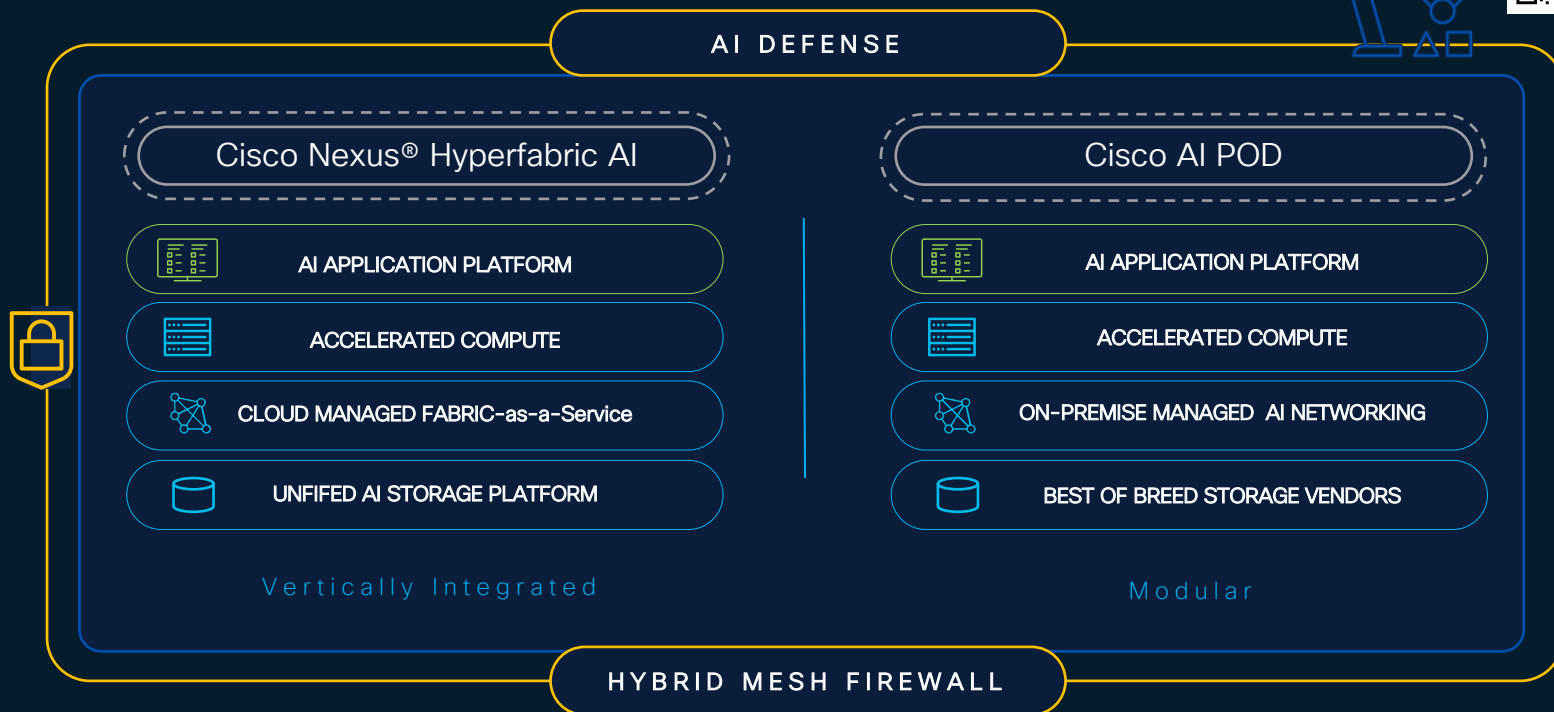 AI DEFENSE
Cisco Nexus® Hyperfabric AI
AI APPLICATION PLATFORM
ACCELERATED COMPUTE
CLOUD MANAGED FABRIC-as-a-Service
UNFIFED AI STORAGE PLATFORM
Vertically Integrated
Cisco AI POD
AI APPLICATION PLATFORM
ACCELERATED COMPUTE
ON-PREMISE MANAGED AI NETWORKING
BEST OF BREED STORAGE VENDORS
Modular
HYBRID MESH FIREWALL